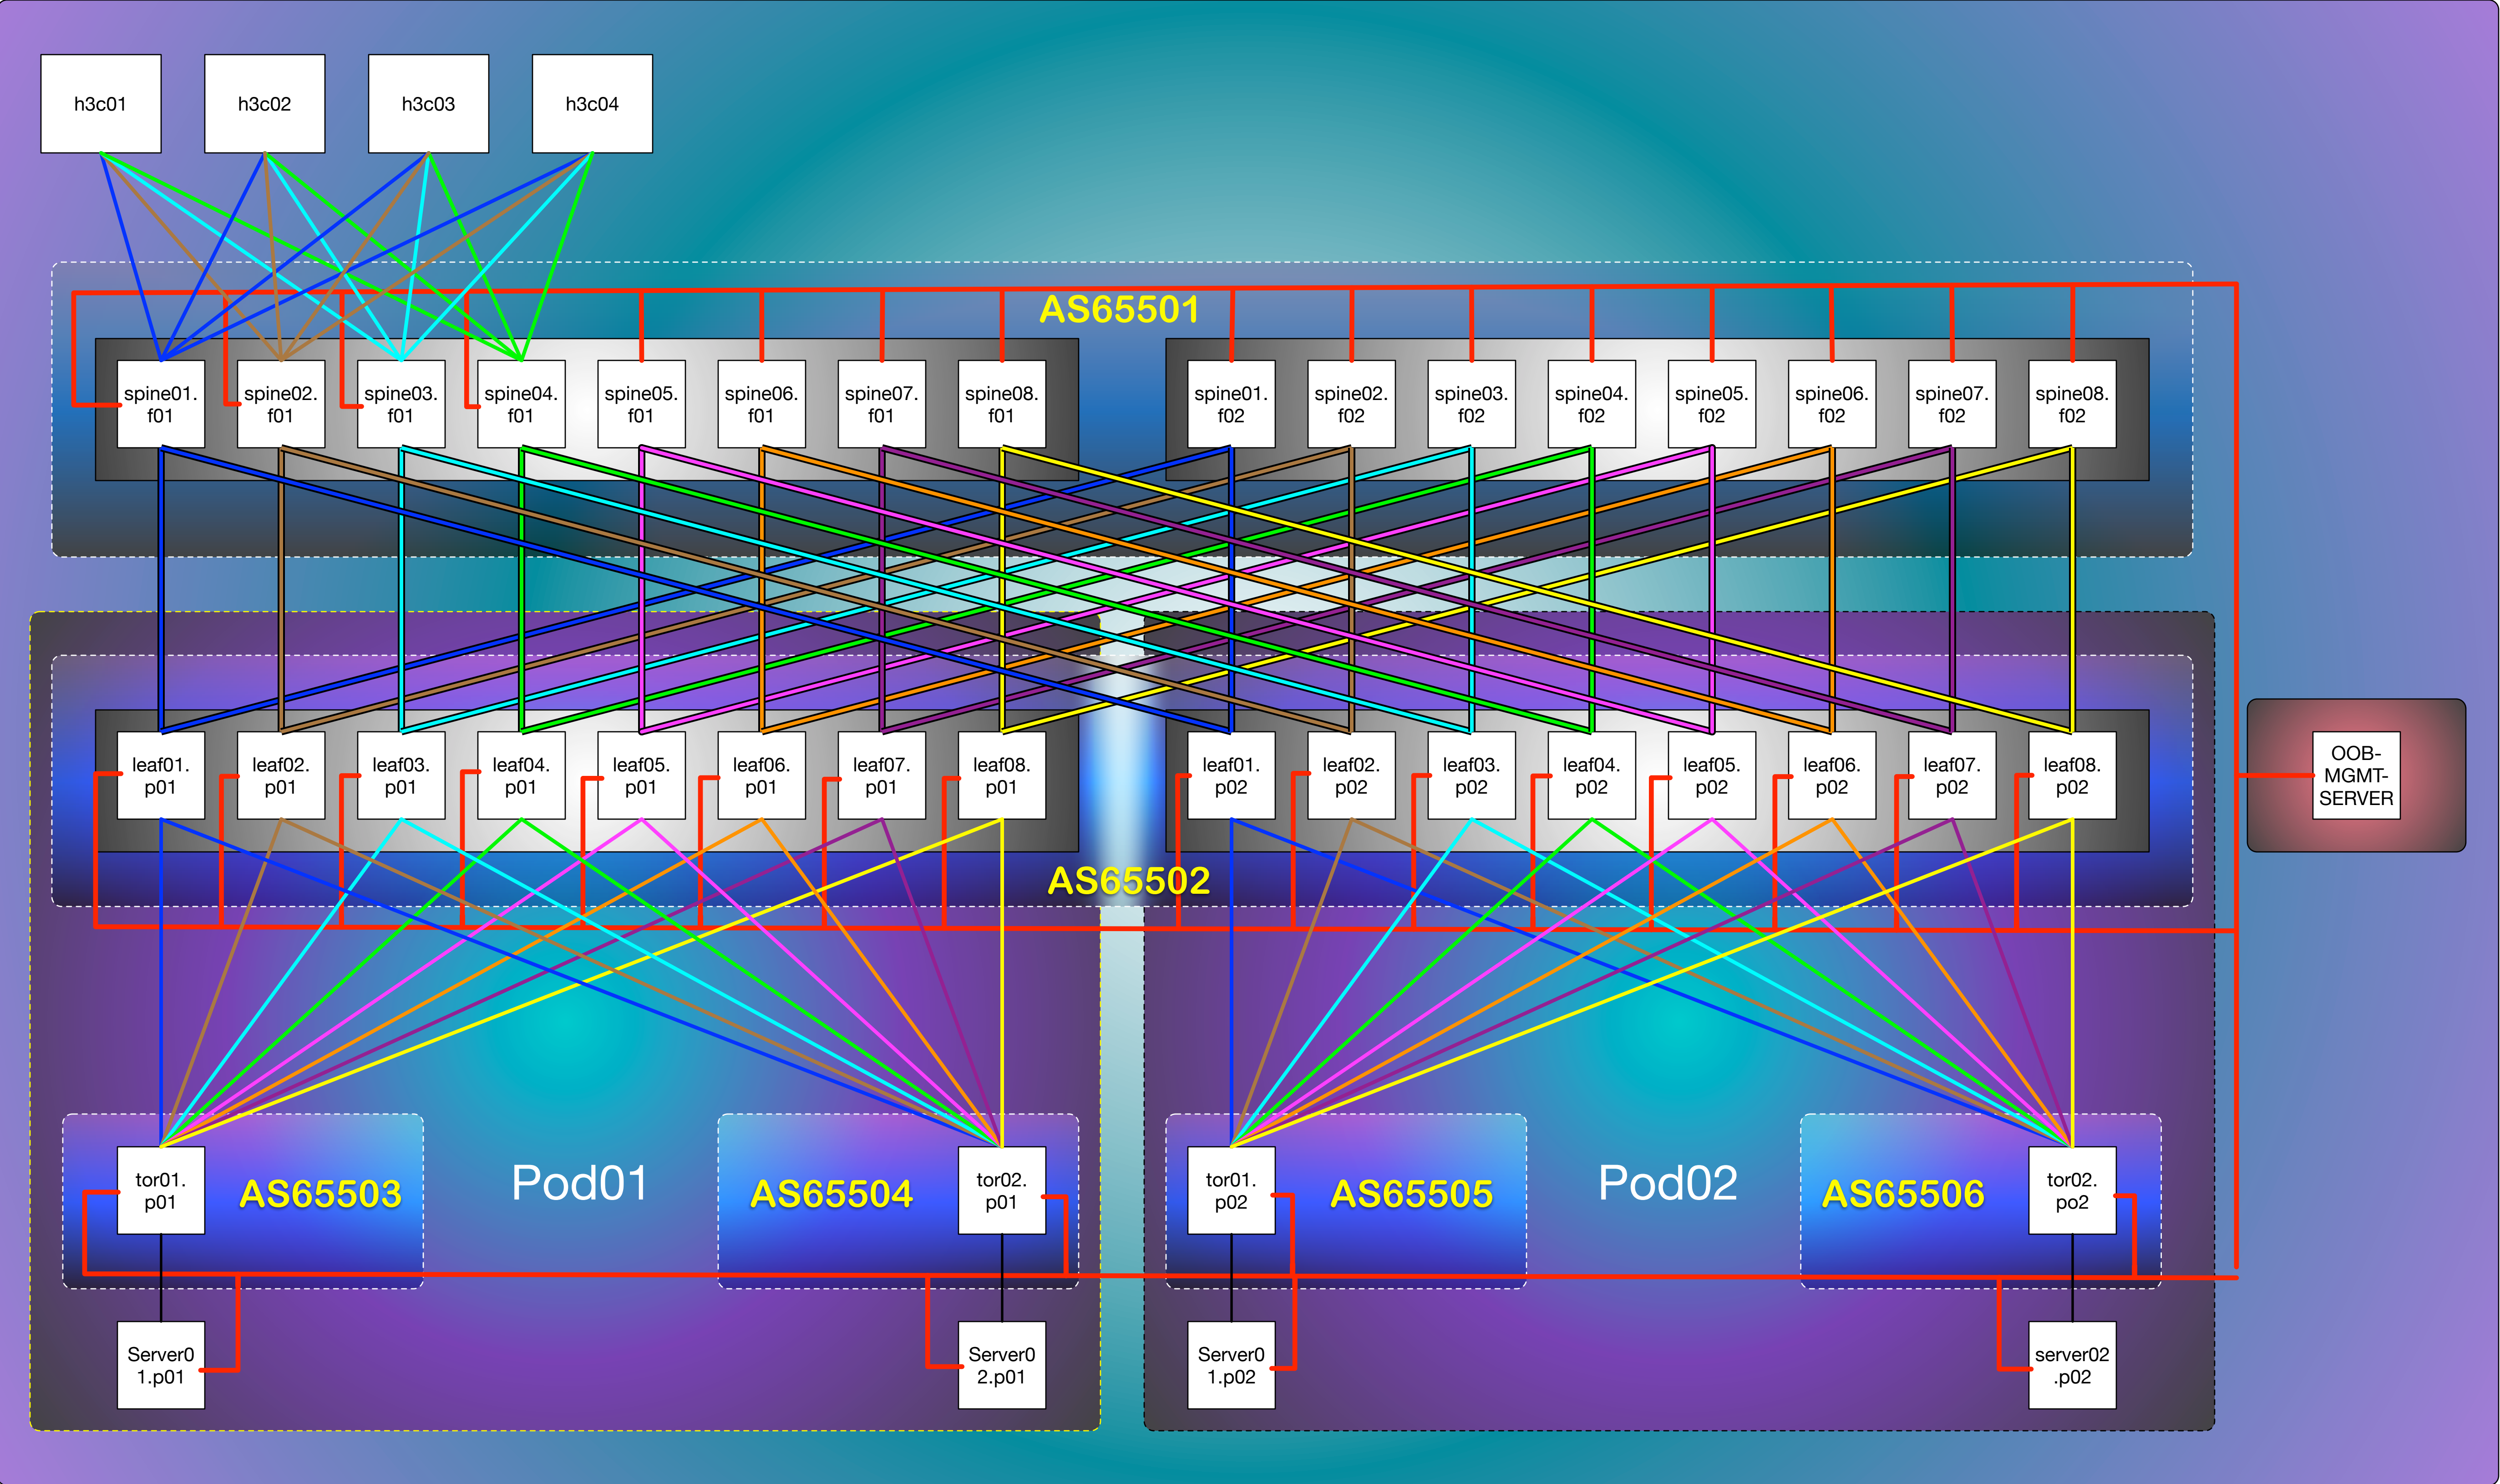 h3c01
h3c02
h3c03
h3c04
AS65501
spine01.
f01
spine02.
f01
spine03.
f01
spine04.
f01
spine05.
f01
spine06.
f01
spine07.
f01
spine08.
f01
spine01.
f02
spine02.
f02
spine03.
f02
spine04.
f02
spine05.
f02
spine06.
f02
spine07.
f02
spine08.
f02
leaf01.
p01
leaf02.
p01
leaf03.
p01
leaf04.
p01
leaf05.
p01
leaf06.
p01
leaf07.
p01
leaf08.
p01
leaf01.
p02
leaf02.
p02
leaf03.
p02
leaf04.
p02
leaf05.
p02
leaf06.
p02
leaf07.
p02
leaf08.
p02
OOB-
MGMT-
SERVER
AS65502
tor01.
p01
AS65503
Pod01
AS65504
tor02.
p01
tor01.
p02
AS65505
Pod02
AS65506
tor02.
po2
Server0
1.p01
Server0
2.p01
Server0
1.p02
server02
.p02